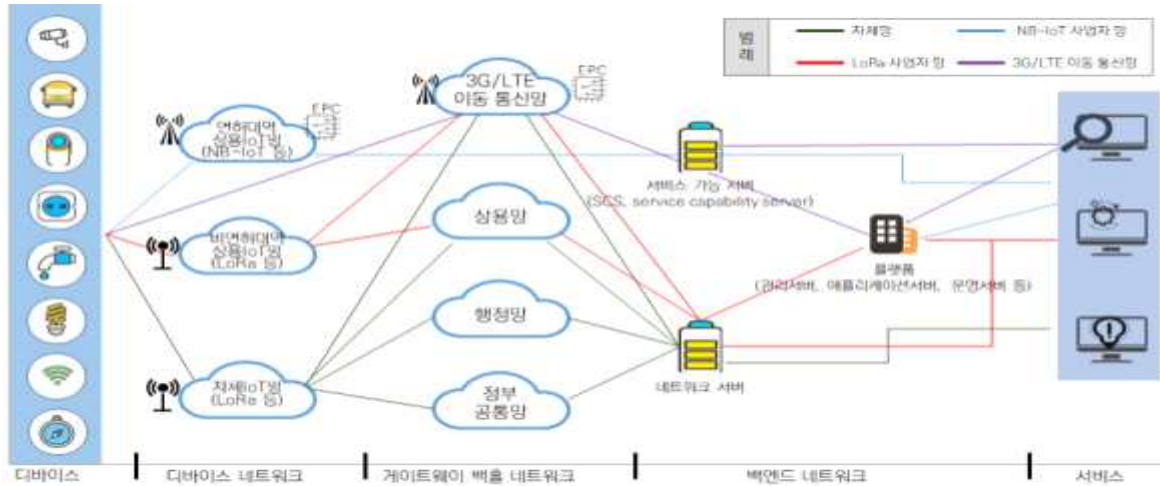 범
례
자체망
NB-IoT 사업자 망
LoRa 사업자 망
3G/LTE 이동 통신망
3G/LTE
이동 통신망
EPC
EPC
면허대역
상용IoT망
(NB-IoT 등)
서비스 가능 서버
(SCS, service capability server)
상용망
비면허대역
상용IoT망
(LoRa 등)
플랫폼
(관리서버, 애플리케이션서버, 운영서버 등)
행정망
네트워크 서버
자체IoT망
(LoRa 등)
정부
공통망
디바이스
디바이스 네트워크
게이트웨이 백홀 네트워크
백엔드 네트워크
서비스